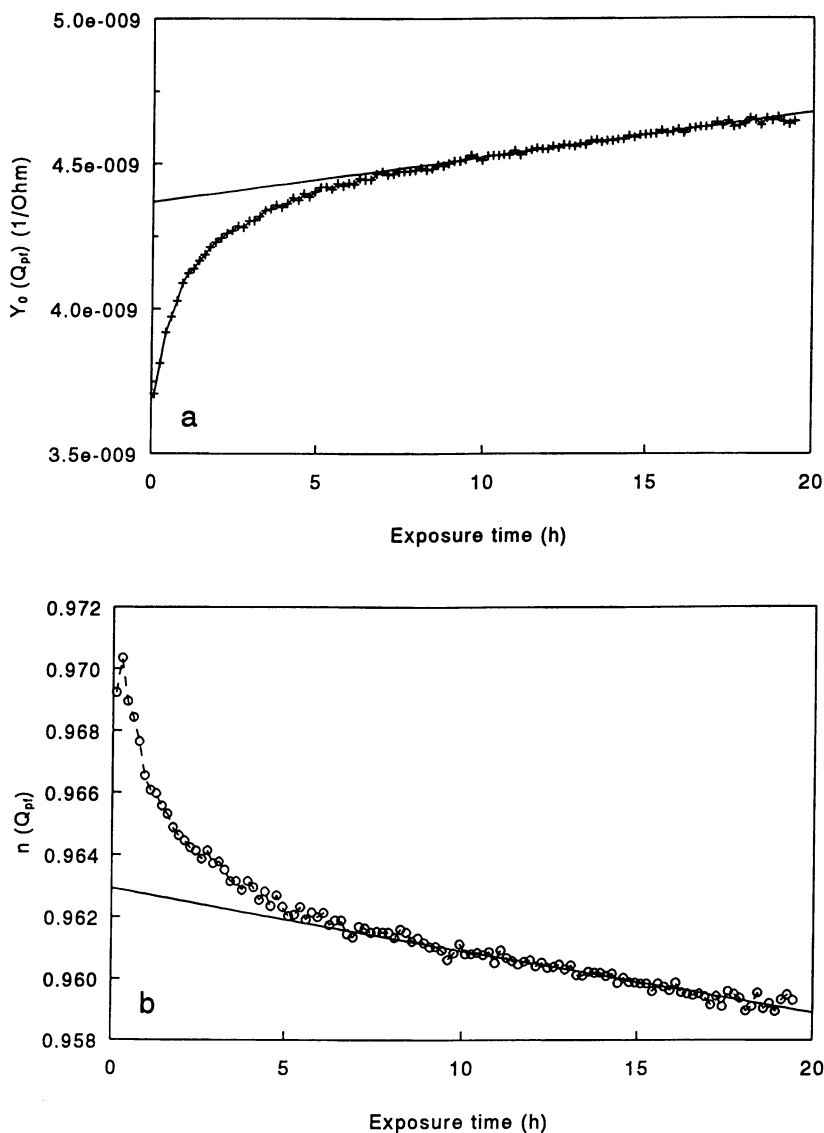 5.0e-009
4.5e-009
4.0e-009
3.5e-009
Y0 (Qpf) (1/Ohm)
a
0 5 10 15 20
Exposure time (h)
0.972
0.970
0.968
0.966
0.964
0.962
0.960
0.958
n (Qpf)
b
0 5 10 15 20
Exposure time (h)